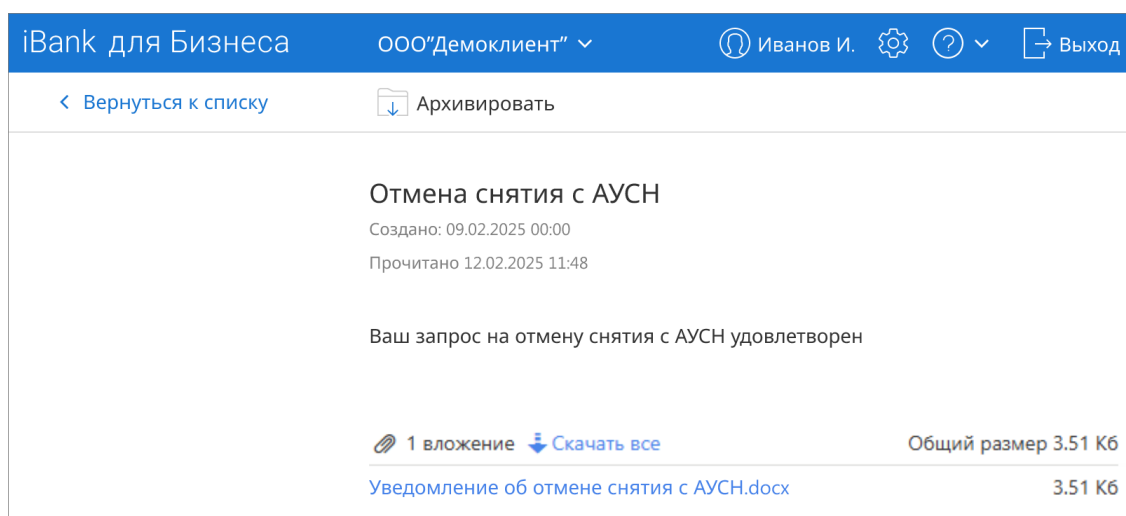 iBank для Бизнеса ООО"Демоклиент" Иванов И. Выход
Вернуться к списку Архивировать
Отмена снятия с АУСН
Создано: 09.02.2025 00:00
Прочитано 12.02.2025 11:48
Ваш запрос на отмену снятия с АУСН удовлетворен
1 вложение Скачать все Общий размер 3.51 Кб
Уведомление об отмене снятия с АУСН.docx 3.51 Кб